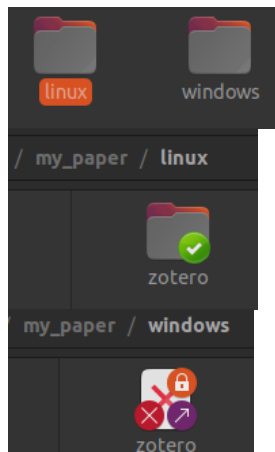 linux windows
/ my_paper / linux
zotero
/ my_paper / windows
zotero